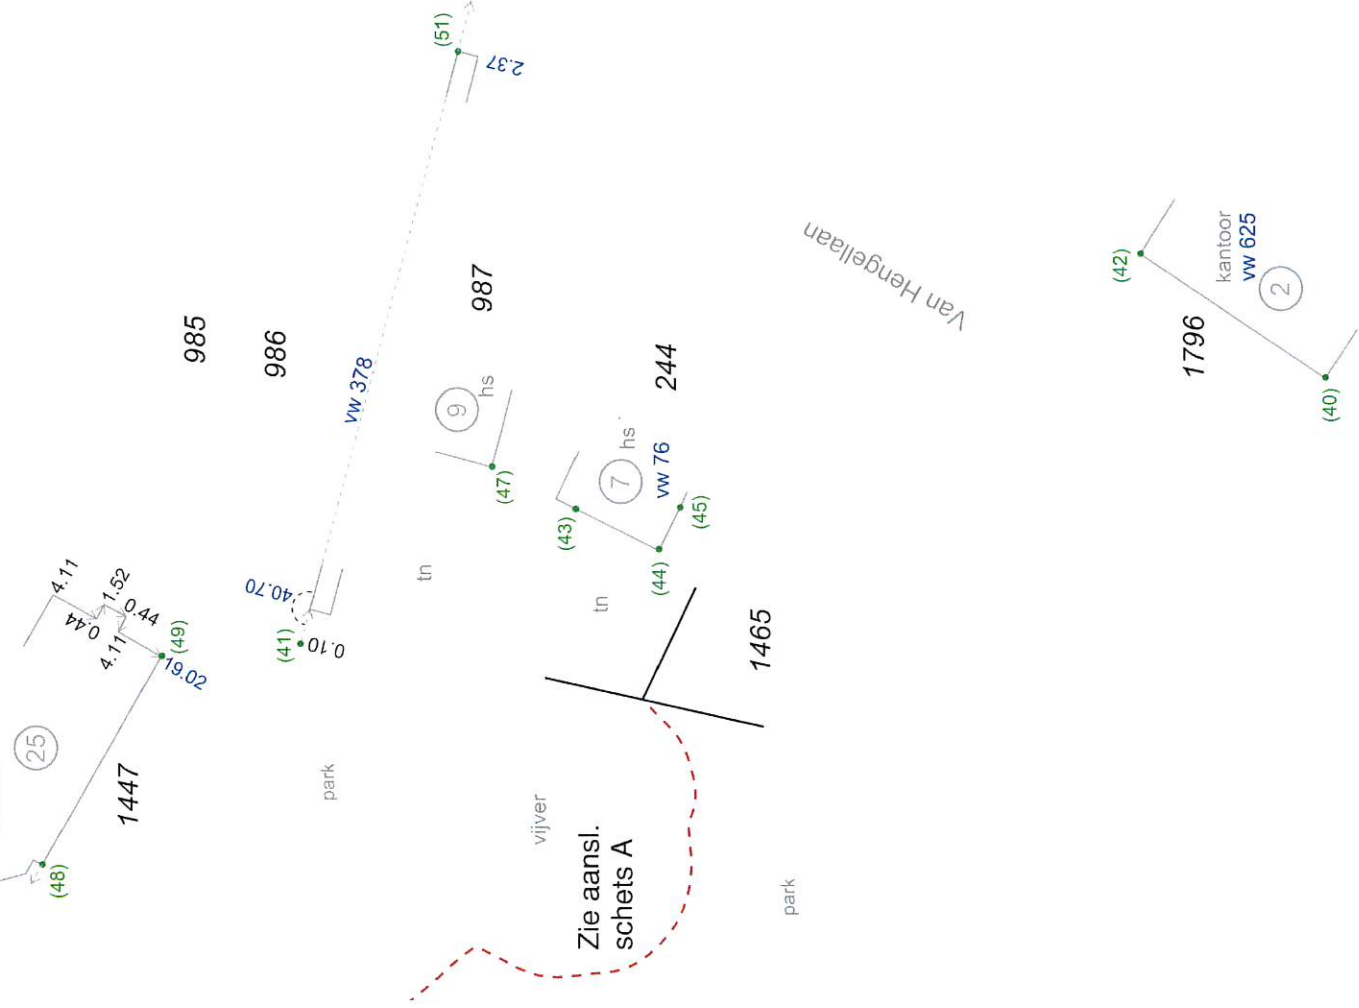 (51)
2.37
985
986
987
vw 378
9
hs
(47)
244
7
hs
vw 76
(43)
(44)
(45)
Van Hengellaan
(42)
kantoor
vw 625
2
1796
(40)
4.11
0.44
1.52
0.44
4.11
(49)
20.61
25
1447
(48)
40.70
(41)
0.10
tn
tn
1465
park
vijver
Zie aansl.
schets A
park